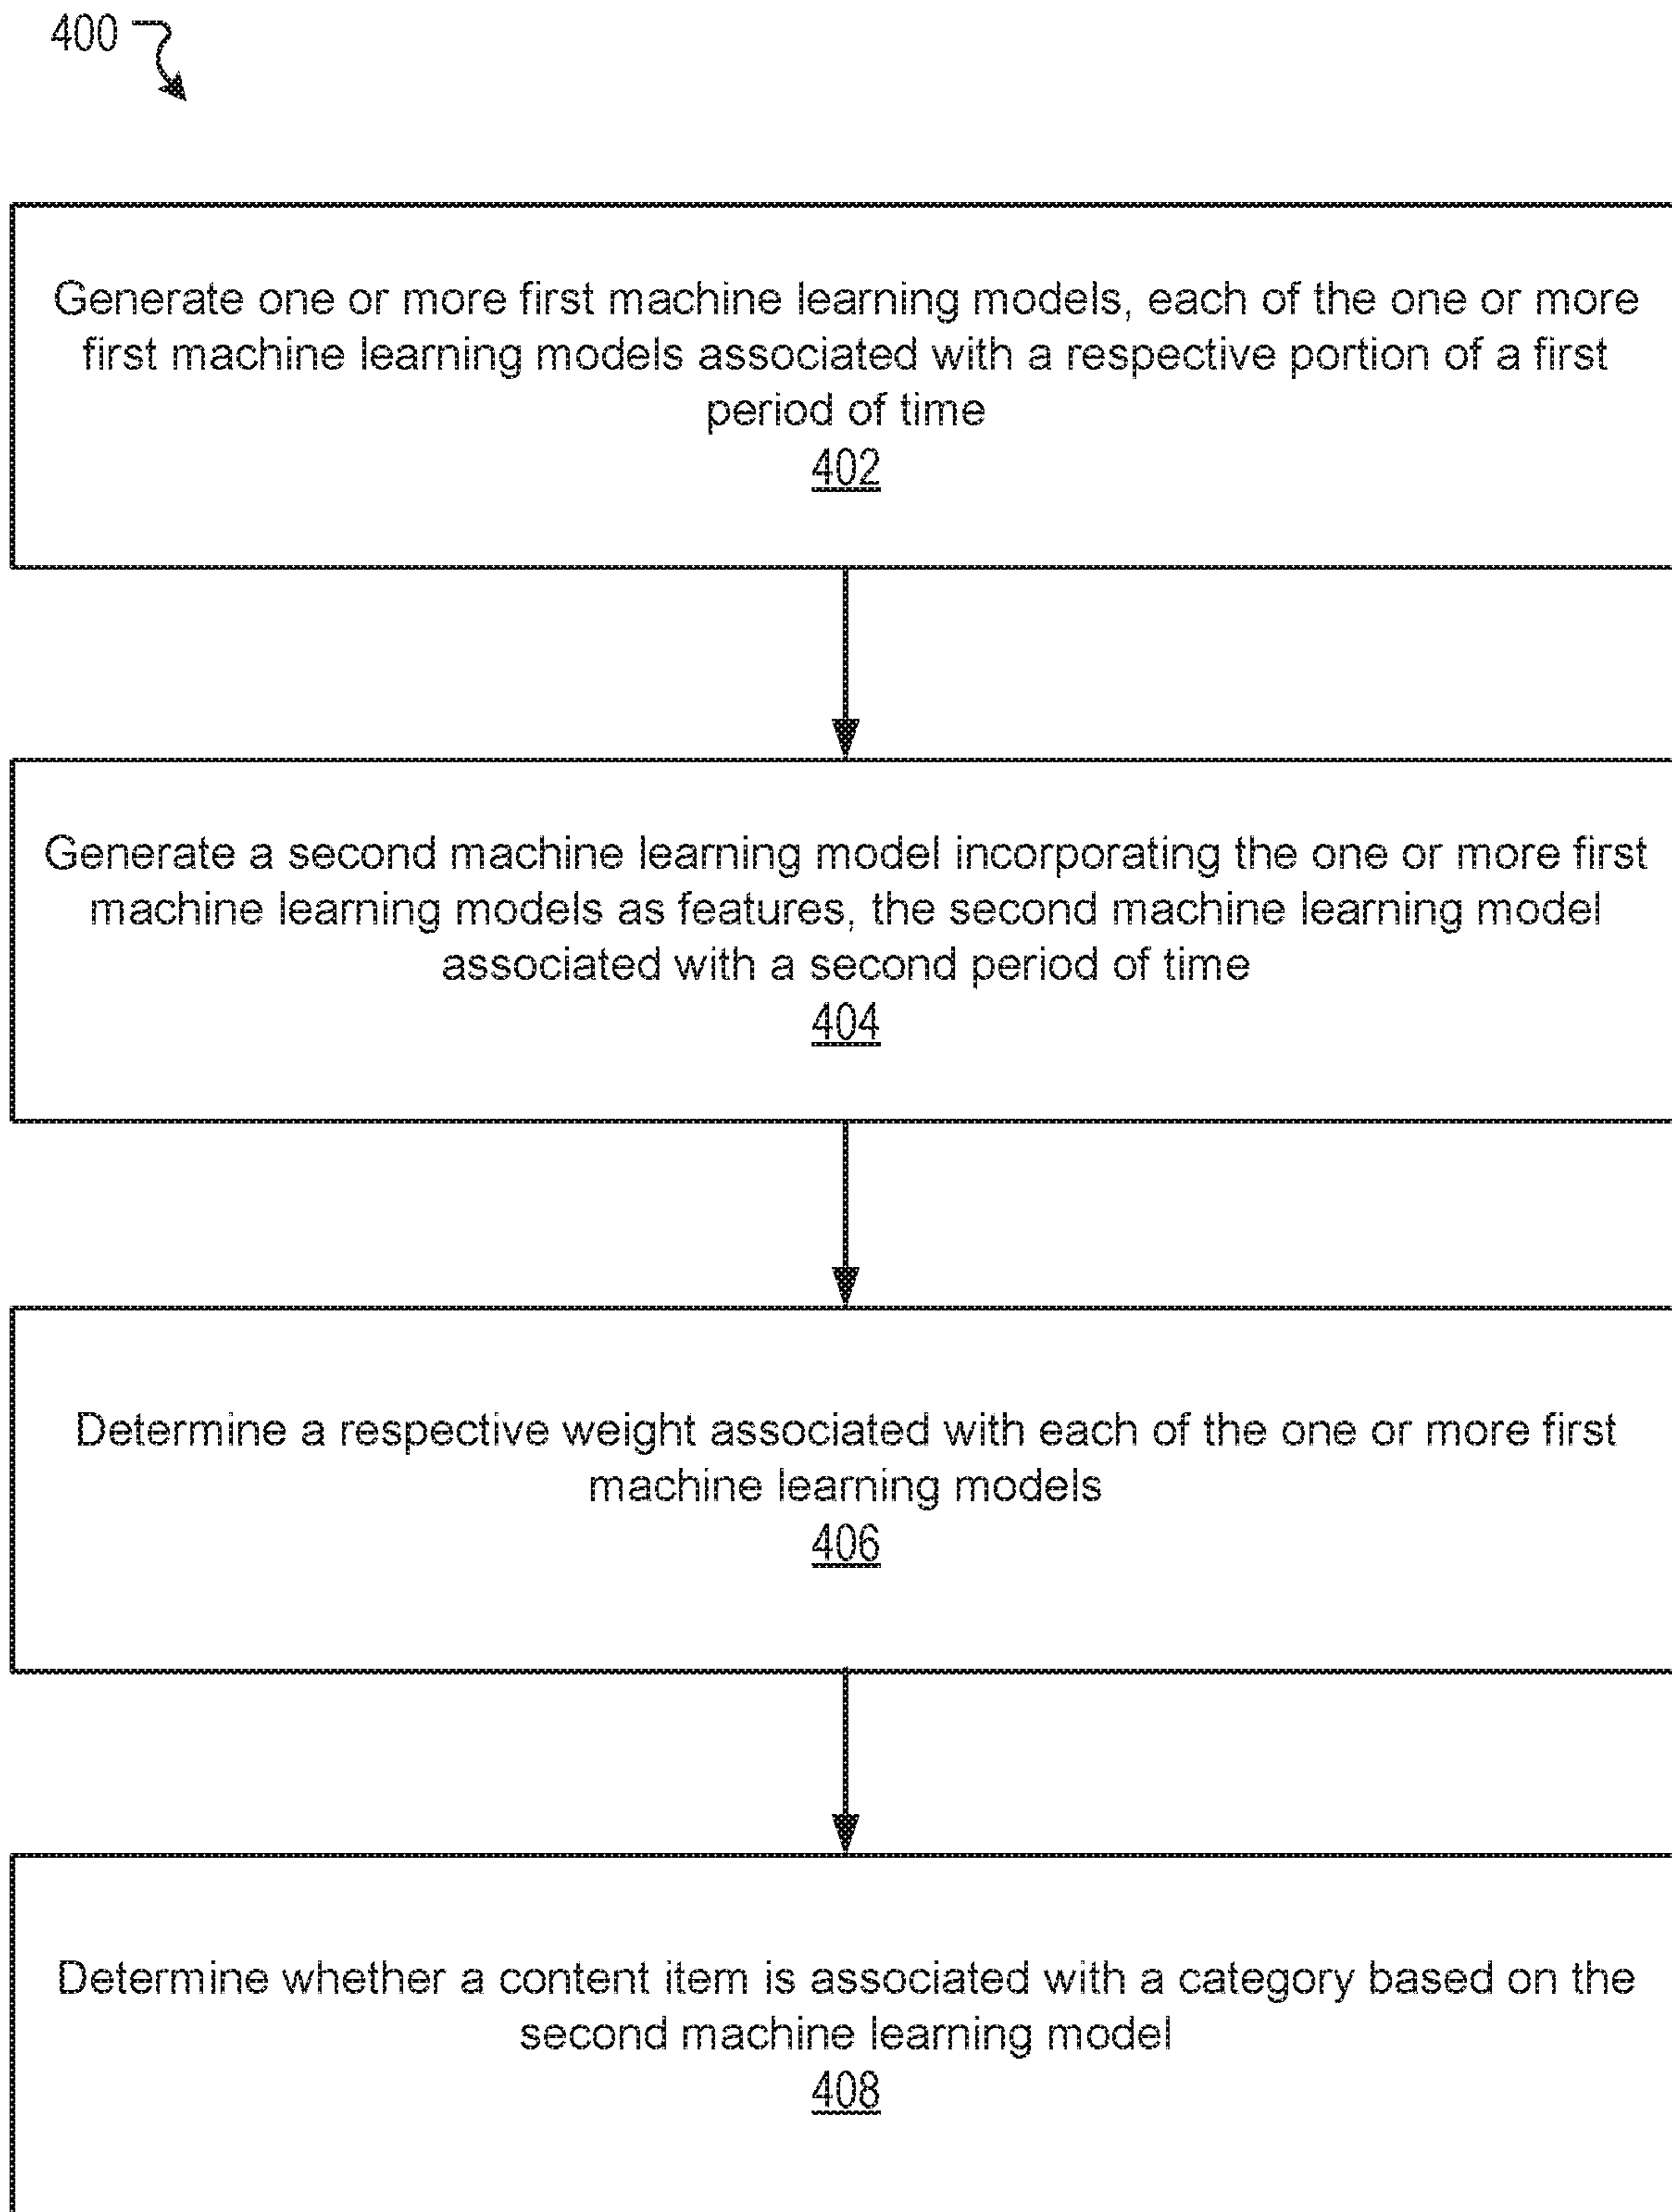 400
Generate one or more first machine learning models, each of the one or more
first machine learning models associated with a respective portion of a first
period of time
402
Generate a second machine learning model incorporating the one or more first
machine learning models as features, the second machine learning model
associated with a second period of time
404
Determine a respective weight associated with each of the one or more first
machine learning models
406
Determine whether a content item is associated with a category based on the
second machine learning model
408